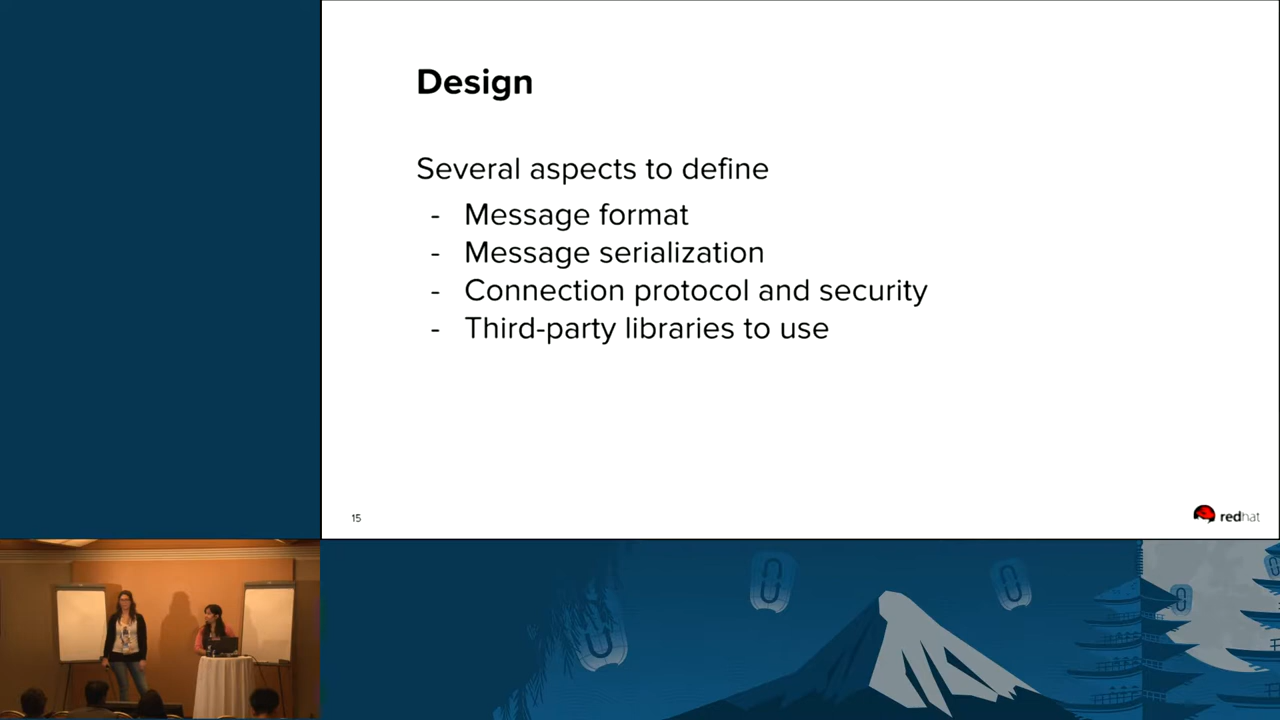 Design
Several aspects to define
- Message format
- Message serialization
- Connection protocol and security
- Third-party libraries to use
15
redhat